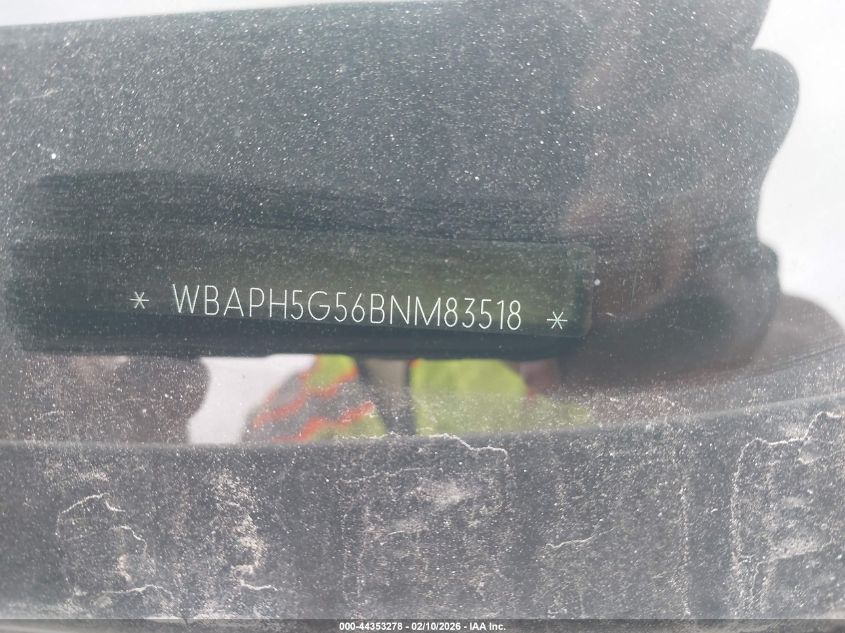 * WBAPH5G56BNM83518 *
000-44353278 - 02/10/2026 - IAA Inc.